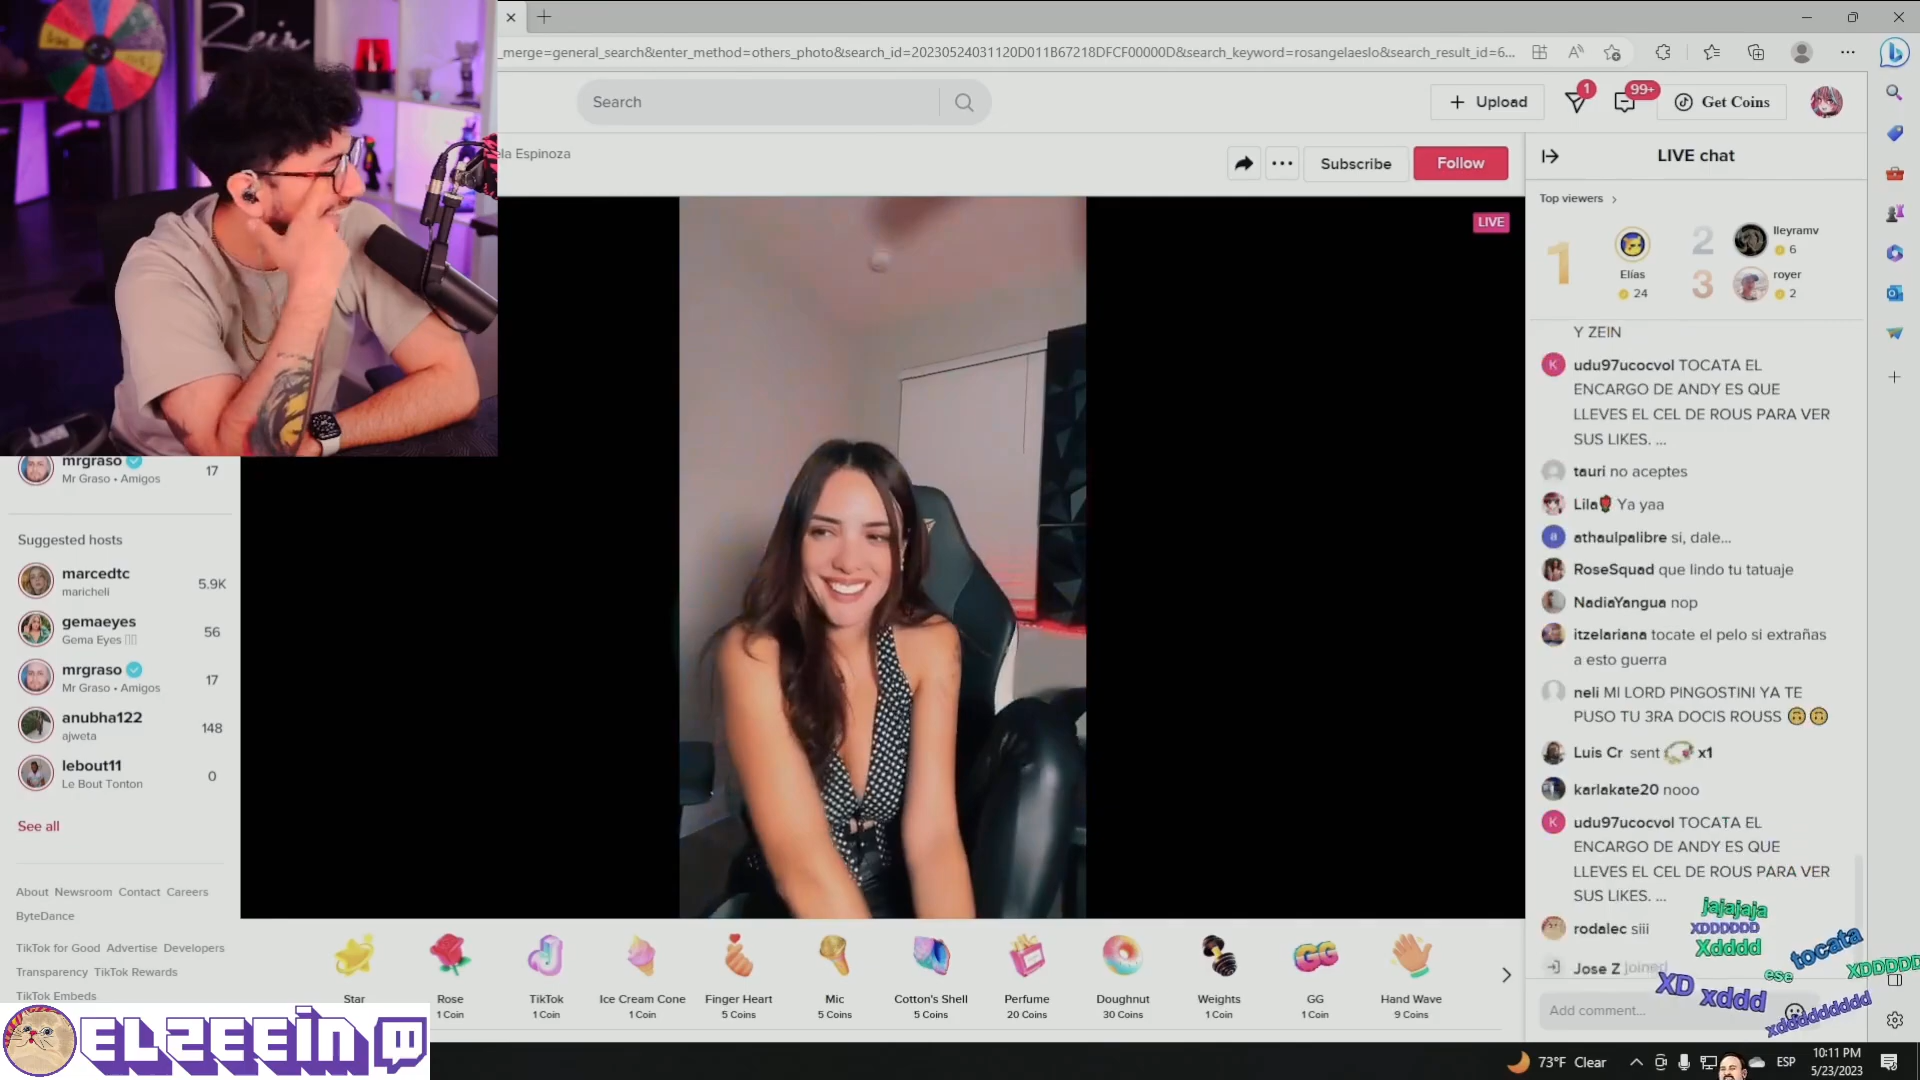 Zein
_merge=general_search&enter_method=others_photo&search_id=20230524031120D011B67218DFCF00000D&search_keyword=rosangelaeslo&search_result_id=6...
Search
Upload
1
99+
Get Coins
ela Espinoza
Subscribe
Follow
LIVE chat
LIVE
Top viewers
1
Elías
24
2
lleyramv
6
3
royer
2
Y ZEIN
K
udu97ucocvol TOCATA EL
ENCARGO DE ANDY ES QUE
LLEVES EL CEL DE ROUS PARA VER
SUS LIKES. ...
tauri no aceptes
Lila Ya yaa
a
athaulpalibre si, dale...
RoseSquad que lindo tu tatuaje
NadiaYangua nop
itzelariana tocate el pelo si extrañas
a esto guerra
neli MI LORD PINGOSTINI YA TE
PUSO TU 3RA DOCIS ROUSS 🙃🙃
Luis Cr sent x1
karlakate20 nooo
K
udu97ucocvol TOCATA EL
ENCARGO DE ANDY ES QUE
LLEVES EL CEL DE ROUS PARA VER
SUS LIKES. ...
rodalec siii
Jose Z joined
Add comment...
jajajaja
XDDDDDD
Xdddd
tocata
ese
XDDDDD
XD
xddd
xddddddddd
mrgraso
Mr Graso • Amigos
17
Suggested hosts
marcedtc
maricheli
5.9K
gemaeyes
Gema Eyes
56
mrgraso
Mr Graso • Amigos
17
anubha122
ajweta
148
lebout11
Le Bout Tonton
0
See all
About Newsroom Contact Careers
ByteDance
TikTok for Good Advertise Developers
Transparency TikTok Rewards
TikTok Embeds
Star
Rose
1 Coin
TikTok
1 Coin
Ice Cream Cone
1 Coin
Finger Heart
5 Coins
Mic
5 Coins
Cotton's Shell
5 Coins
Perfume
20 Coins
Doughnut
30 Coins
Weights
1 Coin
GG
GG
1 Coin
Hand Wave
9 Coins
ELZEEIN
73°F Clear
ESP
10:11 PM
5/23/2023